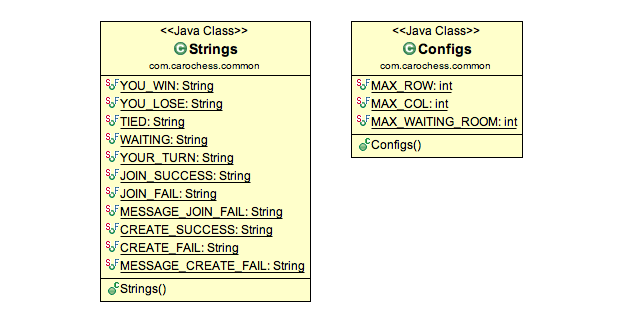 <<Java Class>>
Strings
com.carochess.common
YOU_WIN: String
YOU_LOSE: String
TIED: String
WAITING: String
YOUR_TURN: String
JOIN_SUCCESS: String
JOIN_FAIL: String
MESSAGE_JOIN_FAIL: String
CREATE_SUCCESS: String
CREATE_FAIL: String
MESSAGE_CREATE_FAIL: String
Strings()
<<Java Class>>
Configs
com.carochess.common
MAX_ROW: int
MAX_COL: int
MAX_WAITING_ROOM: int
Configs()